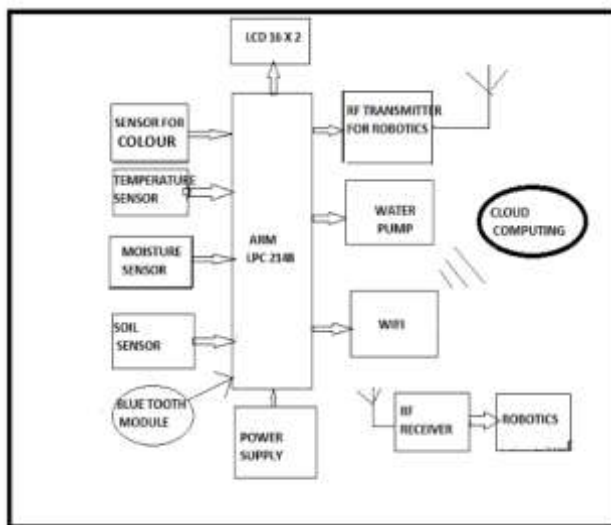 LCD 16 X 2
SENSOR FOR
COLOUR
TEMPERATURE
SENSOR
MOISTURE
SENSOR
SOIL
SENSOR
BLUE TOOTH
MODULE
ARM
LPC 2148
POWER
SUPPLY
RF TRANSMITTER
FOR ROBOTICS
WATER
PUMP
WIFI
CLOUD
COMPUTING
RF
RECEIVER
ROBOTICS